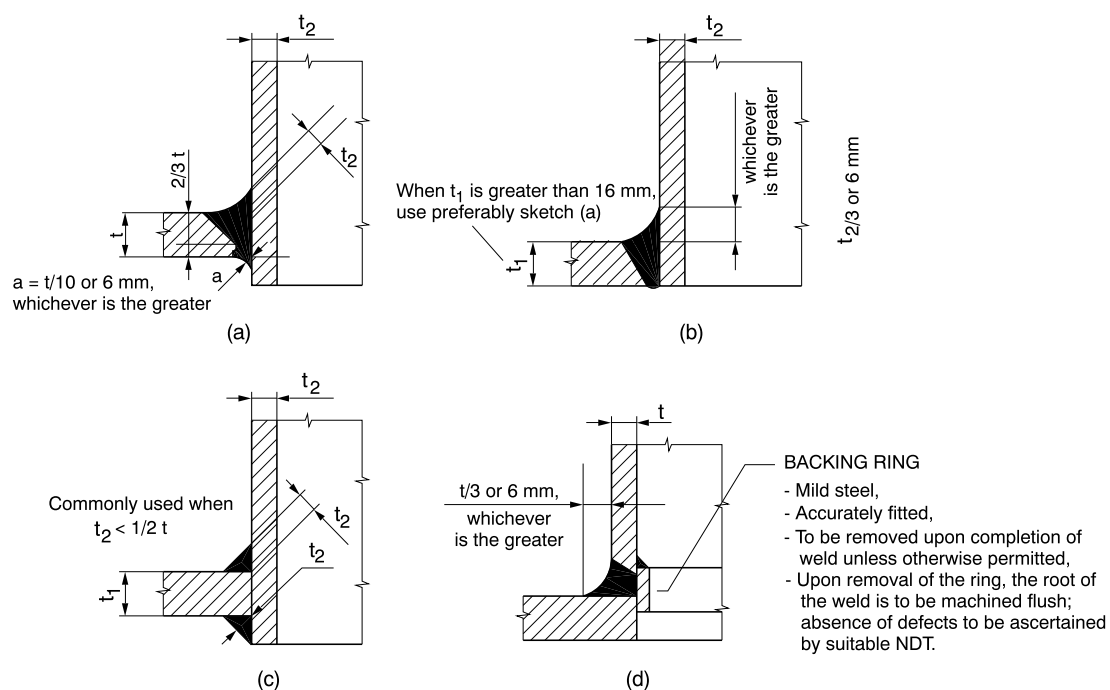 t2
t2
2/3 t
t
a
a = t/10 or 6 mm,
whichever is the greater
(a)
t2
whichever
is the greater
t2/3 or 6 mm
When t1 is greater than 16 mm,
use preferably sketch (a)
t1
(b)
t2
Commonly used when
t2 < 1/2 t
t2
t2
t1
(c)
t
t/3 or 6 mm,
whichever
is the greater
BACKING RING
- Mild steel,
- Accurately fitted,
- To be removed upon completion of
weld unless otherwise permitted,
- Upon removal of the ring, the root of
the weld is to be machined flush;
absence of defects to be ascertained
by suitable NDT.
(d)